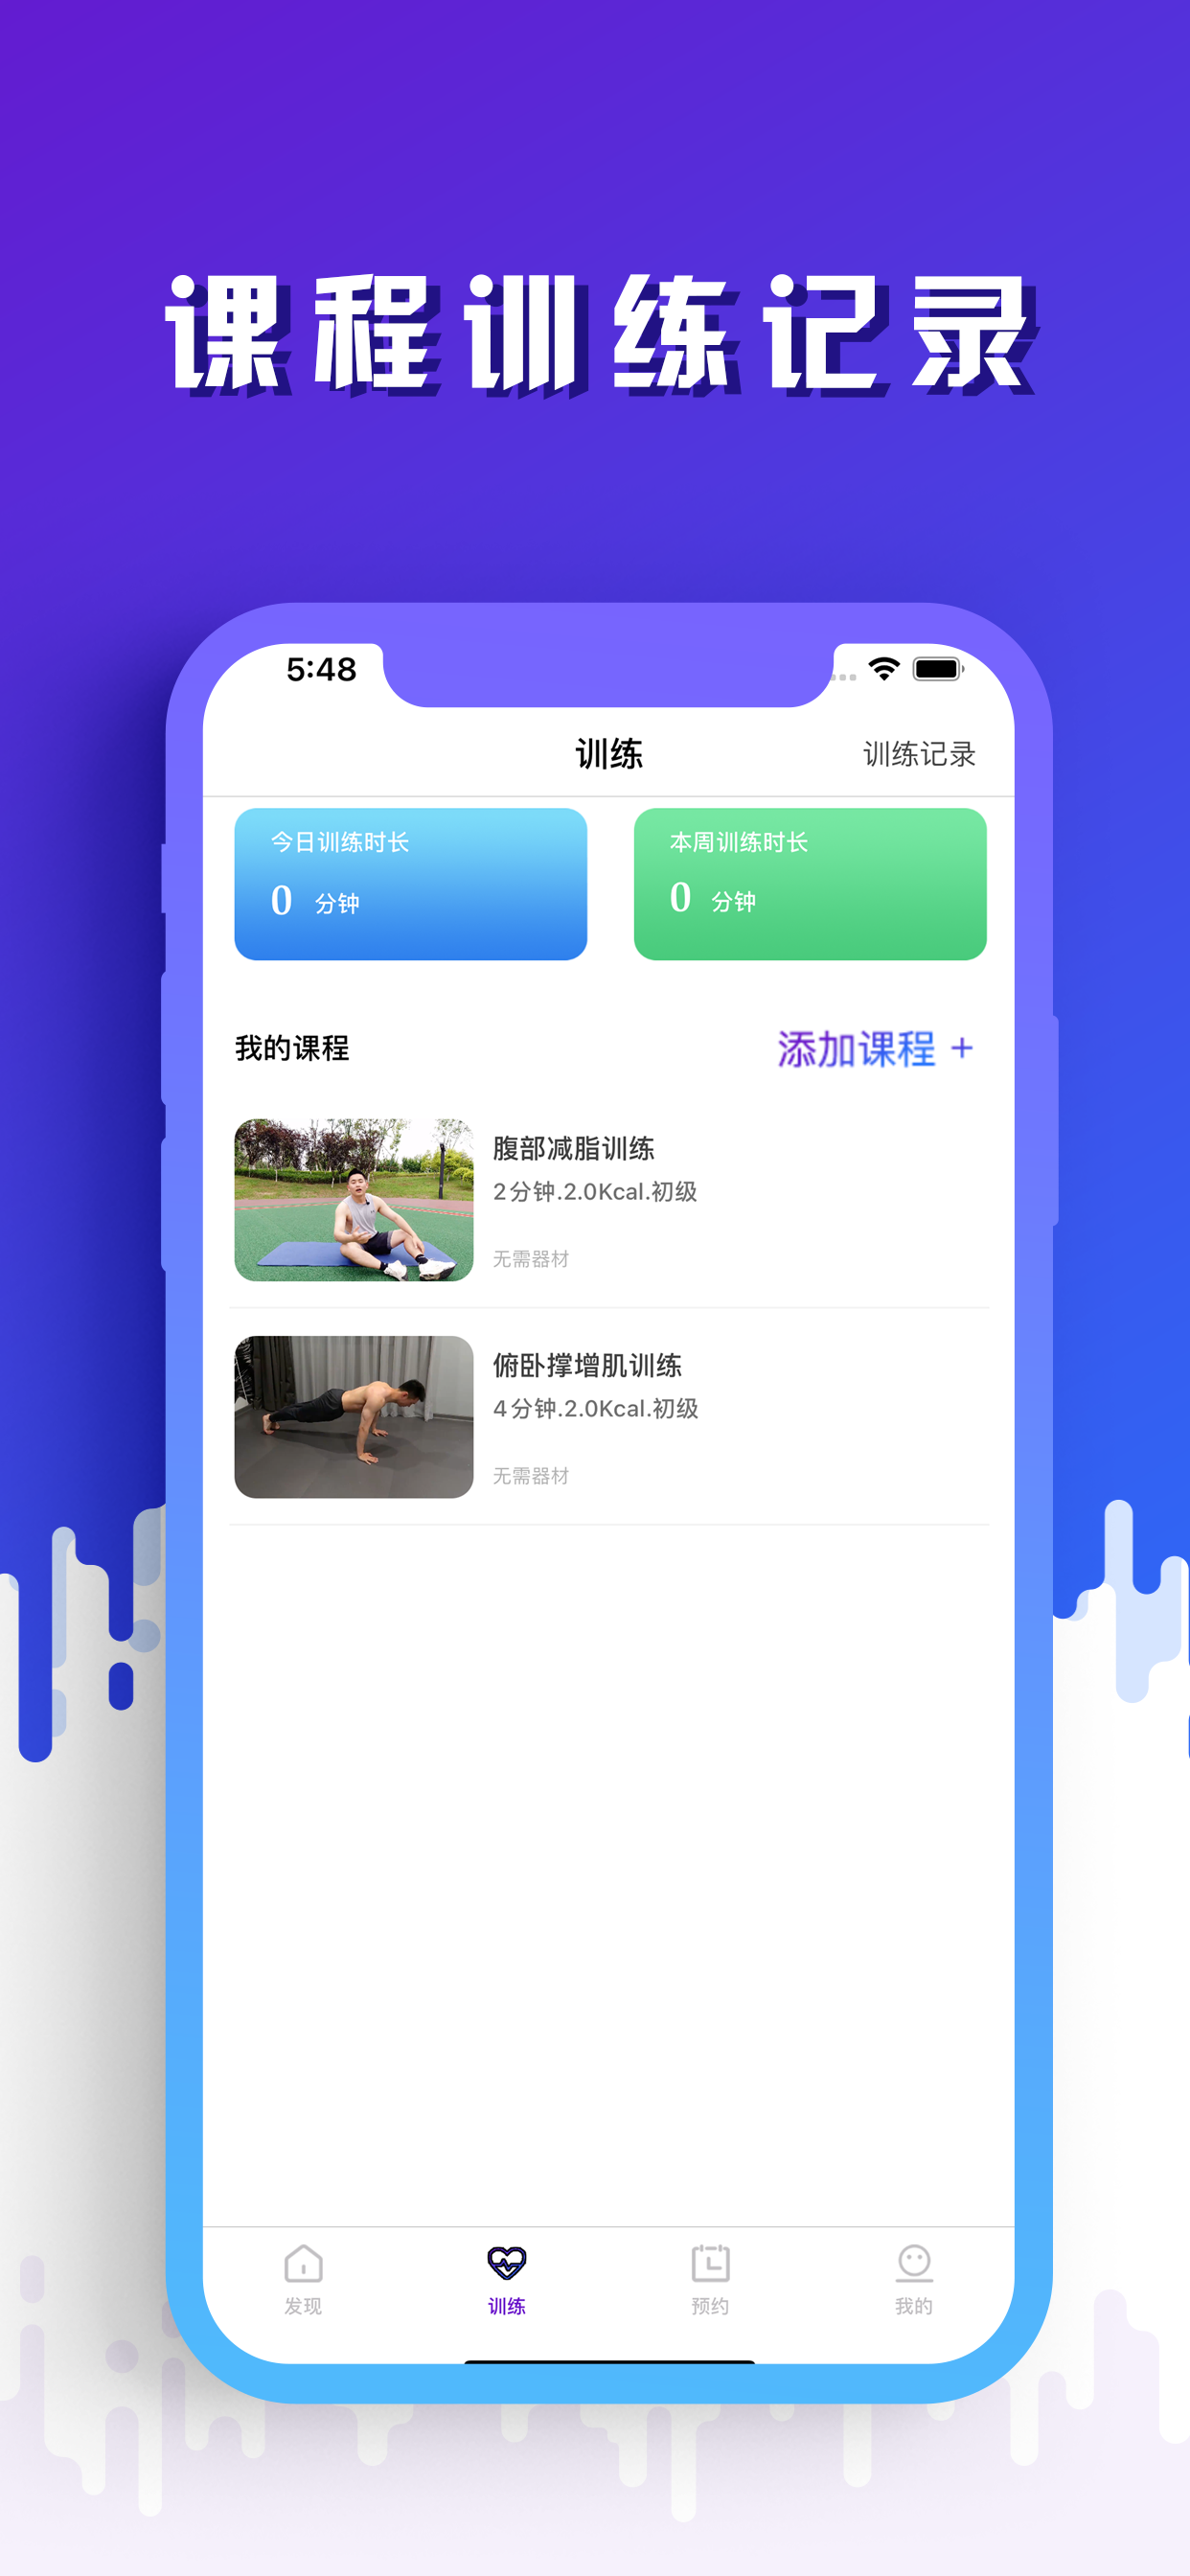 课程训练记录
5:48
训练
训练记录
今日训练时长
0 分钟
本周训练时长
0 分钟
我的课程
添加课程 +
腹部减脂训练
2分钟.2.0Kcal.初级
无需器材
俯卧撑增肌训练
4分钟.2.0Kcal.初级
无需器材
发现
训练
预约
我的